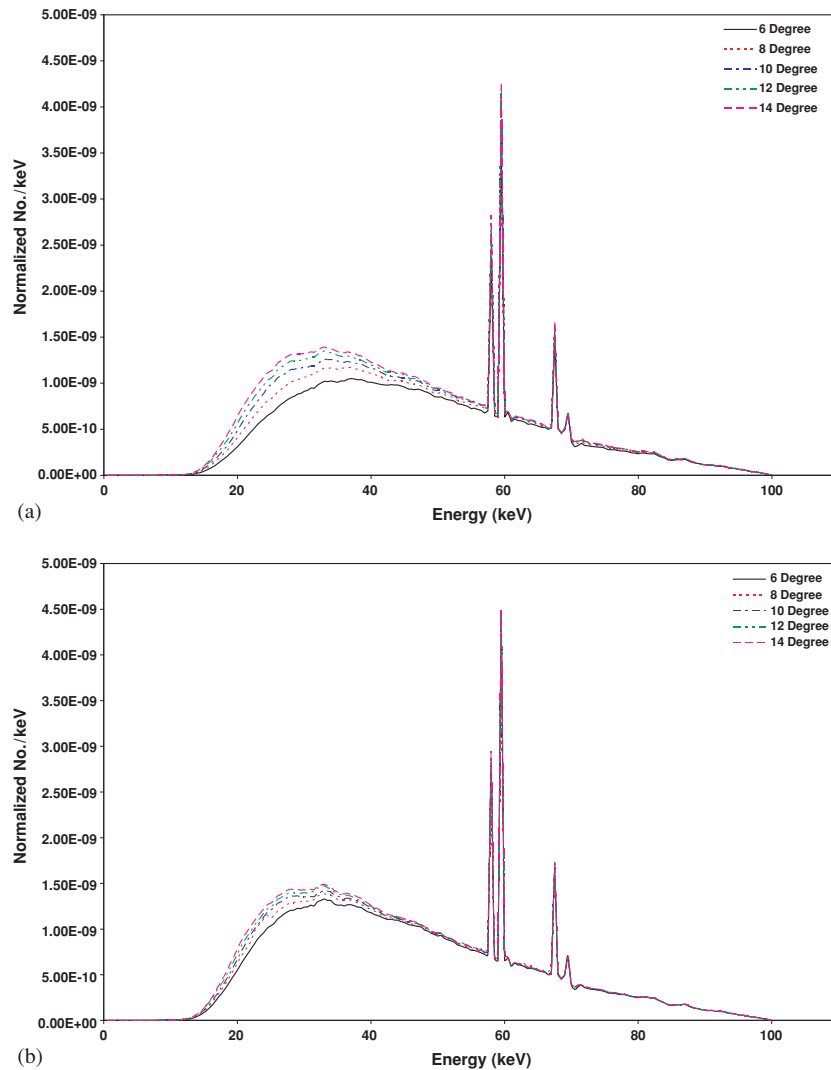 5.00E-09
4.50E-09
4.00E-09
3.50E-09
3.00E-09
2.50E-09
2.00E-09
1.50E-09
1.00E-09
5.00E-10
0.00E+00
Normalized No./keV
6 Degree
8 Degree
10 Degree
12 Degree
14 Degree
0 20 40 60 80 100
Energy (keV)
(a)
5.00E-09
4.50E-09
4.00E-09
3.50E-09
3.00E-09
2.50E-09
2.00E-09
1.50E-09
1.00E-09
5.00E-10
0.00E+00
Normalized No./keV
6 Degree
8 Degree
10 Degree
12 Degree
14 Degree
0 20 40 60 80 100
Energy (keV)
(b)